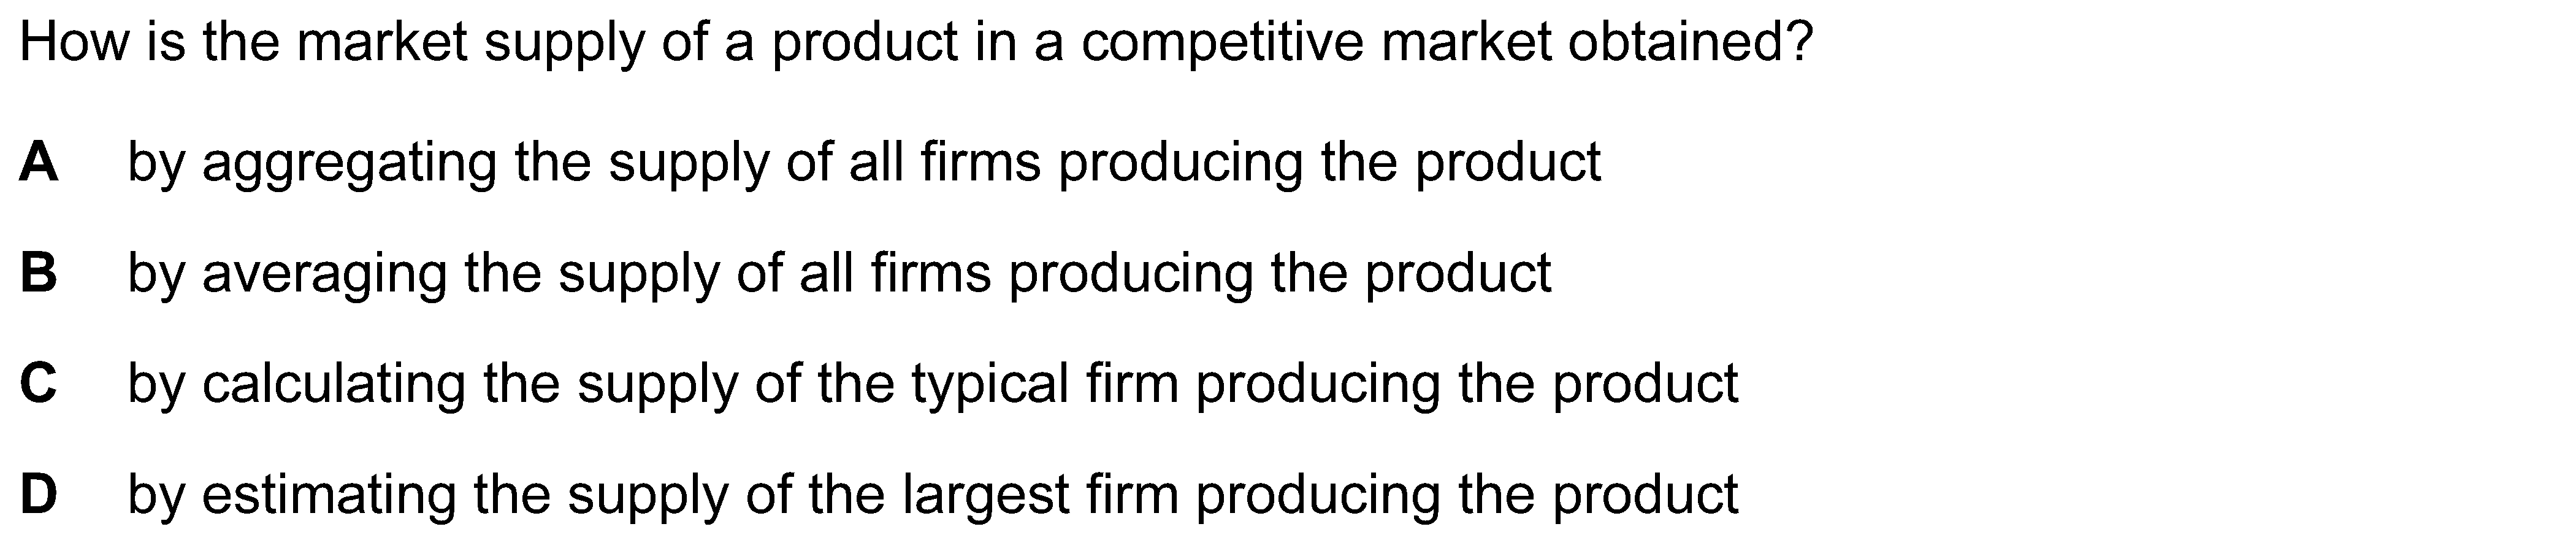 How is the market supply of a product in a competitive market obtained?
A by aggregating the supply of all firms producing the product
B by averaging the supply of all firms producing the product
C by calculating the supply of the typical firm producing the product
D by estimating the supply of the largest firm producing the product